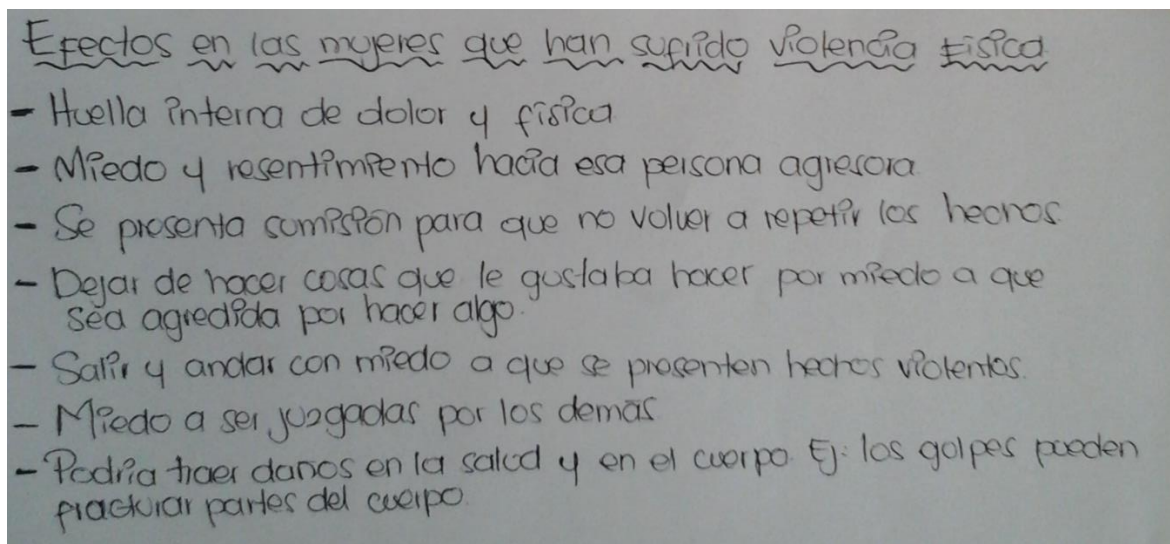 Efectos en las mujeres que han sufrido violencia física
- Huella interna de dolor y física
- Miedo y resentimiento hacia esa persona agresora
- Se presenta sumisión para que no volver a repetir los hechos
- Dejar de hacer cosas que le gustaba hacer por miedo a que
sea agredida por hacer algo.
- Salir y andar con miedo a que se presenten hechos violentos.
- Miedo a ser juzgadas por los demás
- Podría traer daños en la salud y en el cuerpo Ej: los golpes pueden
fracturar partes del cuerpo.